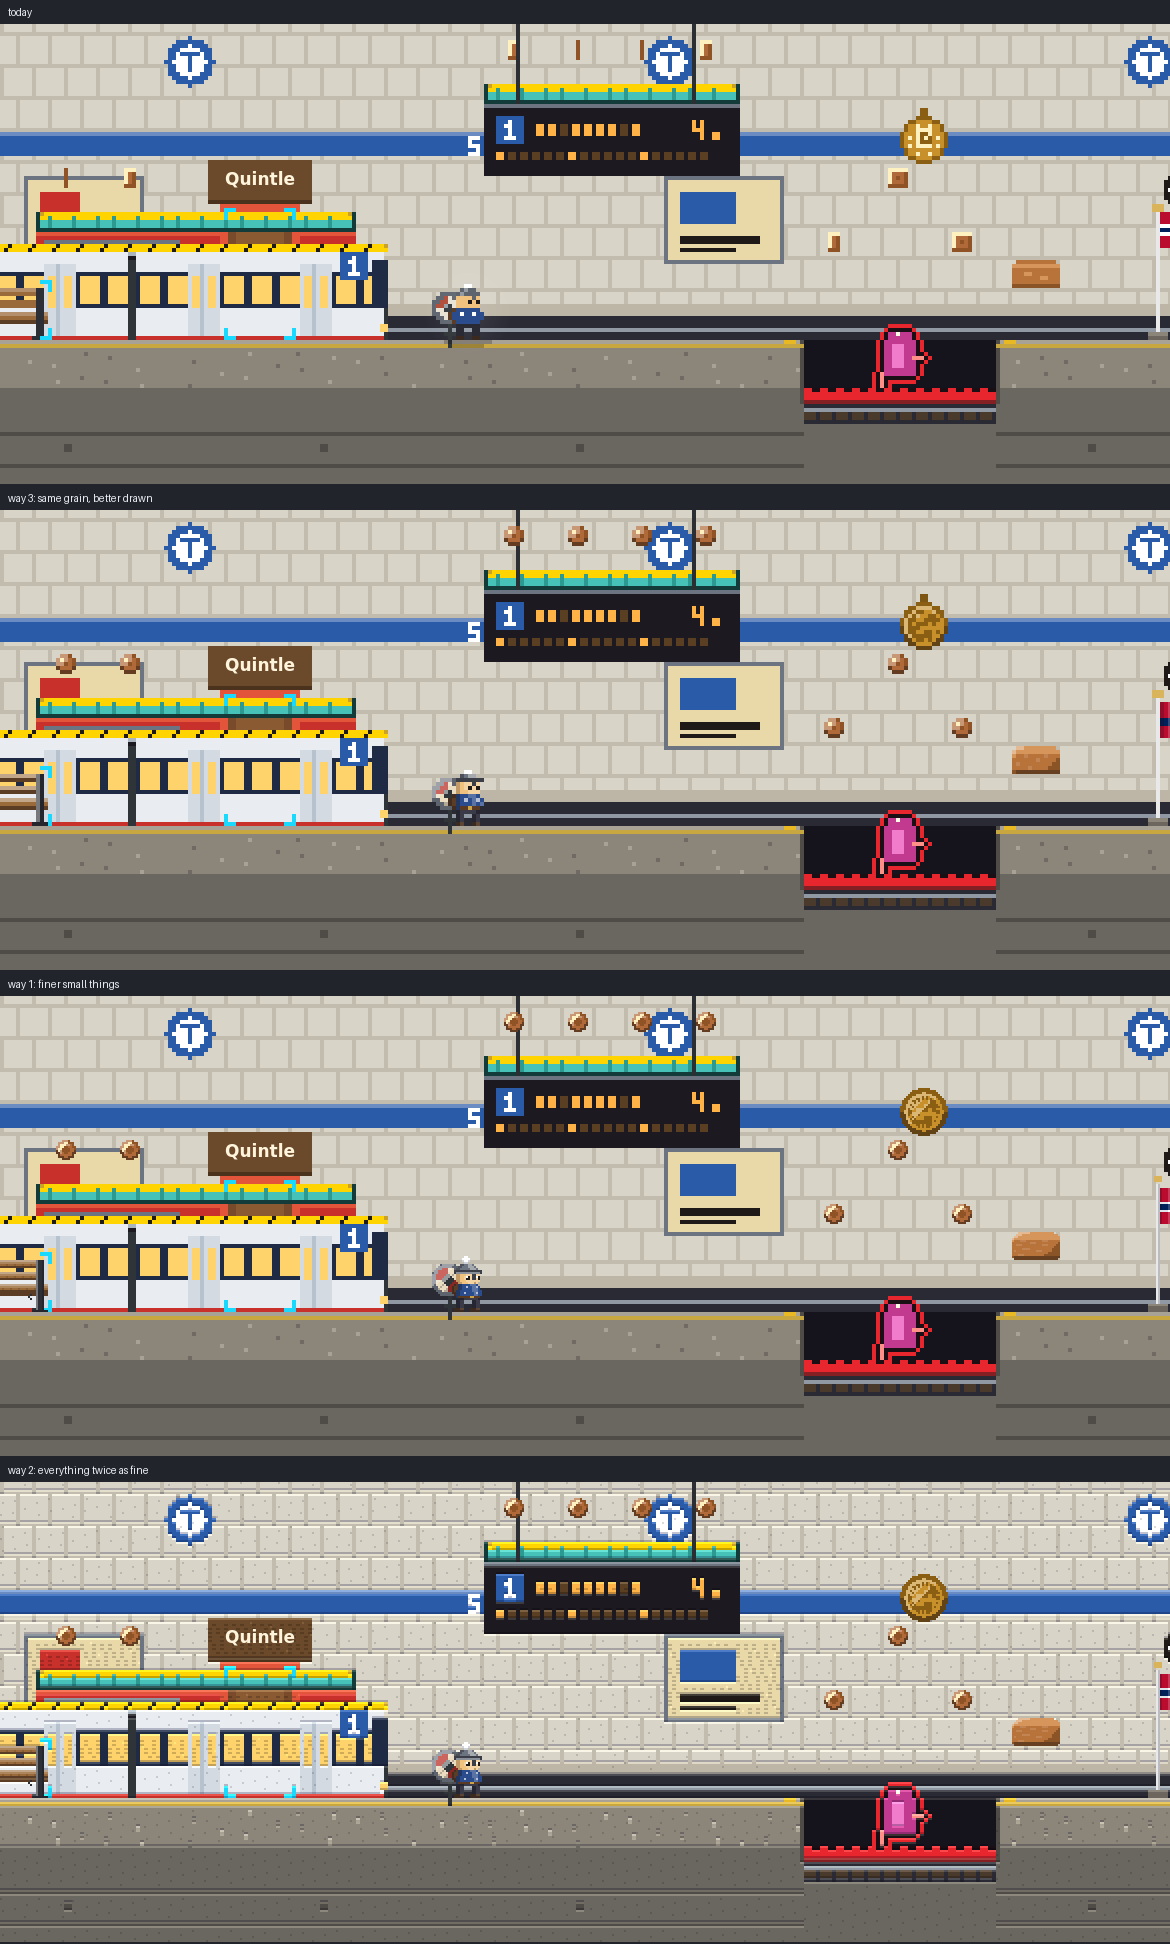 today
T
T
T
1
4.
5
Quintle
1
way 3: same grain, better drawn
T
T
T
1
4.
5
Quintle
1
way 1: finer small things
T
T
T
1
4.
5
Quintle
1
way 2: everything twice as fine
T
T
T
1
4.
5
Quintle
1